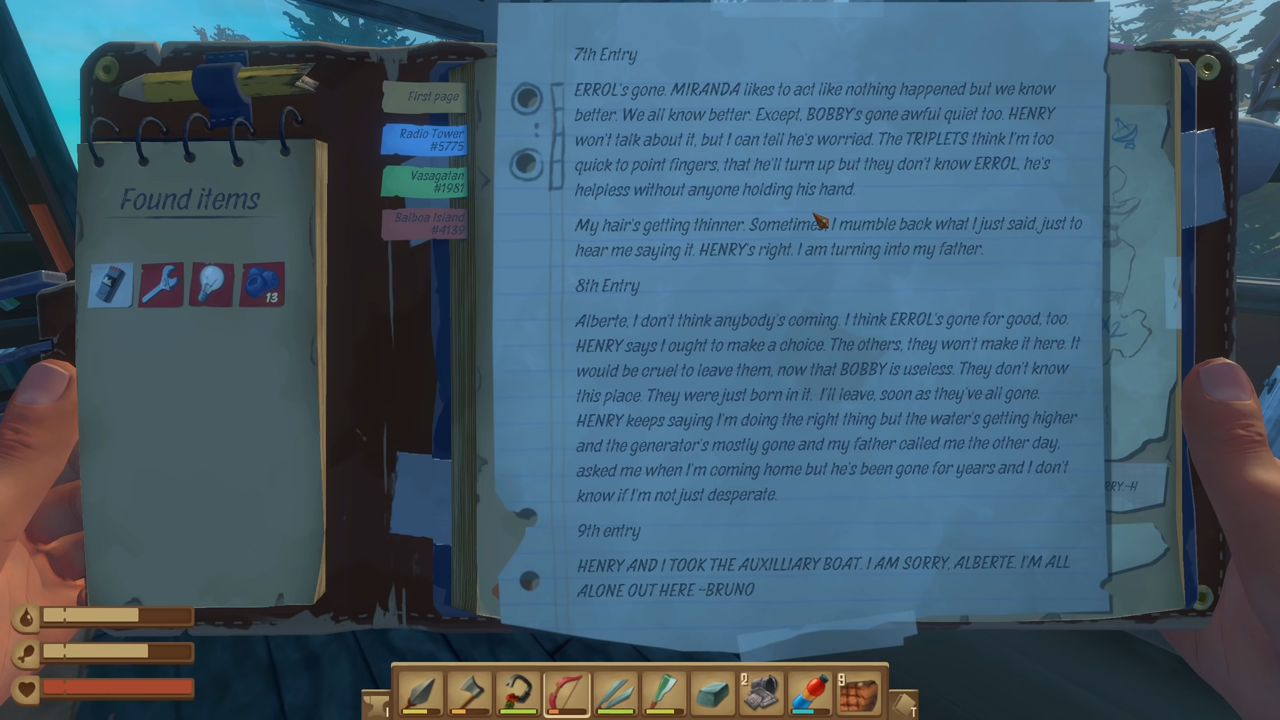 Found items
13
First page
Radio Tower
#5775
Vasagatan
#1981
Balboa Island
#4139
7th Entry
ERROL's gone. MIRANDA likes to act like nothing happened but we know
better. We all know better. Except, BOBBY's gone awful quiet too. HENRY
won't talk about it, but I can tell he's worried. The TRIPLETS think I'm too
quick to point fingers, that he'll turn up but they don't know ERROL, he's
helpless without anyone holding his hand.
My hair's getting thinner. Sometimes I mumble back what I just said, just to
hear me saying it. HENRY's right. I am turning into my father.
8th Entry
Alberte, I don't think anybody's coming. I think ERROL's gone for good, too.
HENRY says I ought to make a choice. The others, they won't make it here. It
would be cruel to leave them, now that BOBBY is useless. They don't know
this place. They were just born in it. I'll leave, soon as they've all gone.
HENRY keeps saying I'm doing the right thing but the water's getting higher
and the generator's mostly gone and my father called me the other day,
asked me when I'm coming home but he's been gone for years and I don't
know if I'm not just desperate.
9th entry
HENRY AND I TOOK THE AUXILLIARY BOAT. I AM SORRY, ALBERTE. I'M ALL
ALONE OUT HERE -BRUNO
RRY-H
2
9
I
T